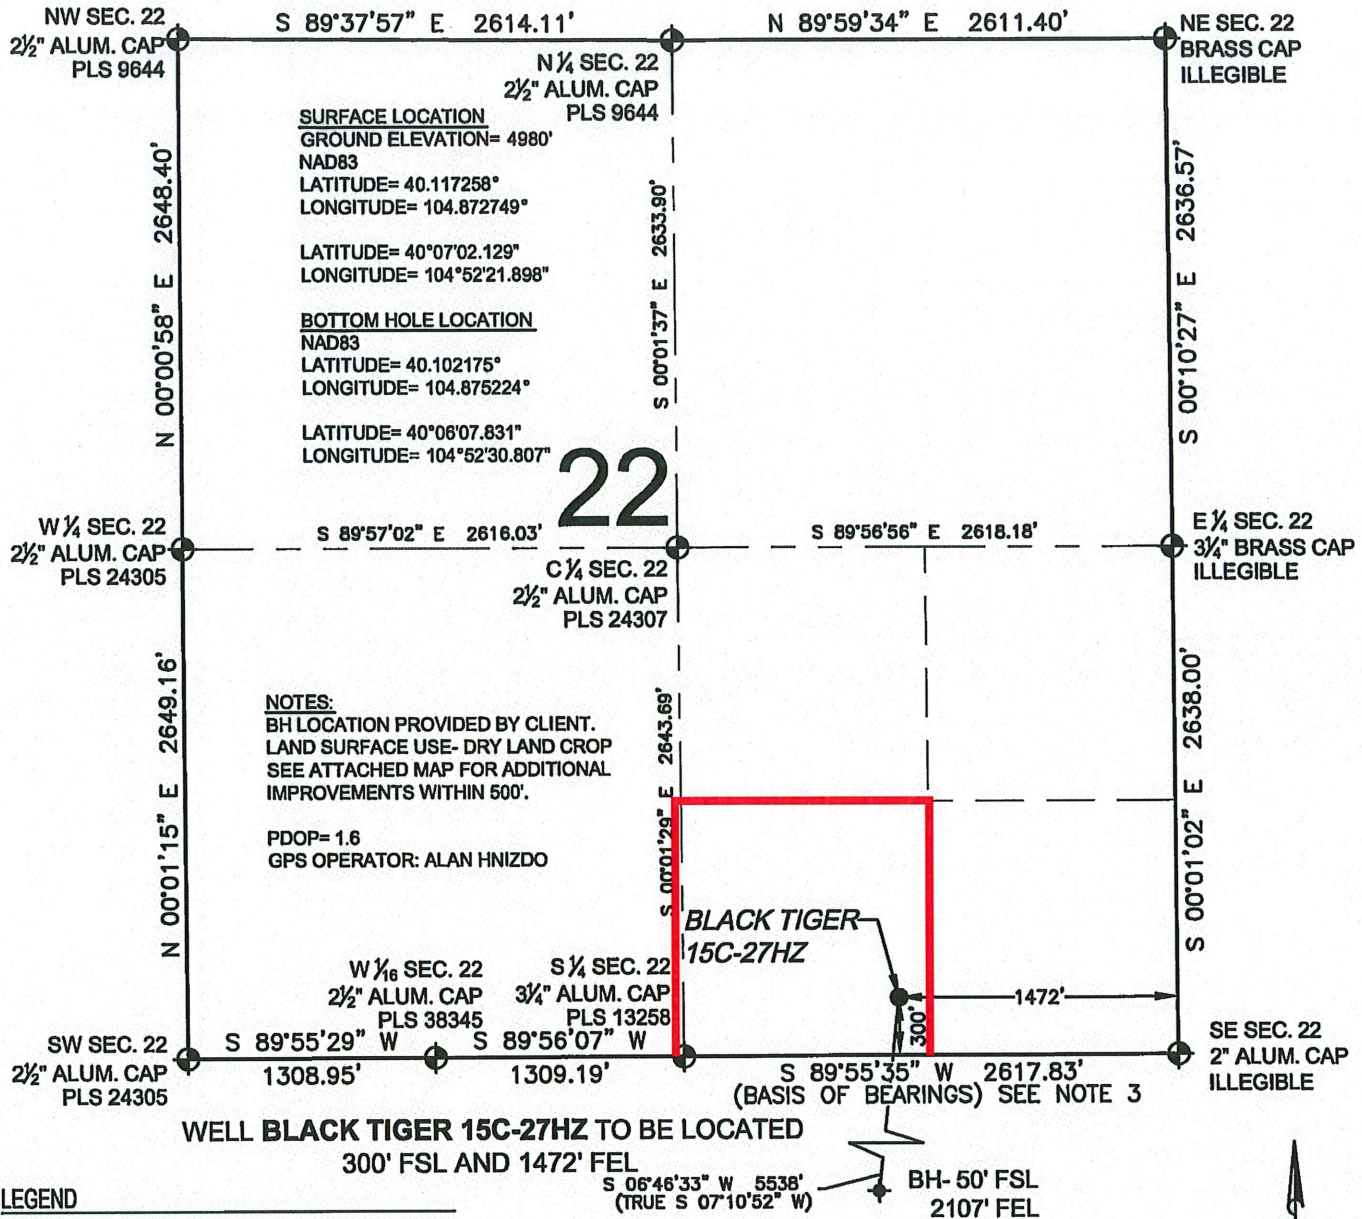 NW SEC. 22
2½" ALUM. CAP
PLS 9644
S 89°37'57" E 2614.11'
N 89°59'34" E 2611.40'
NE SEC. 22
BRASS CAP
ILLEGIBLE
N ¼ SEC. 22
2½" ALUM. CAP
PLS 9644
SURFACE LOCATION
GROUND ELEVATION= 4980'
NAD83
LATITUDE= 40.117258°
LONGITUDE= 104.872749°
LATITUDE= 40°07'02.129"
LONGITUDE= 104°52'21.898"
BOTTOM HOLE LOCATION
NAD83
LATITUDE= 40.102175°
LONGITUDE= 104.875224°
LATITUDE= 40°06'07.831"
LONGITUDE= 104°52'30.807"
N 00°00'58" E 2648.40'
S 00°01'37" E 2633.90'
S 00°10'27" E 2636.57'
22
W ¼ SEC. 22
2½" ALUM. CAP
PLS 24305
S 89°57'02" E 2616.03'
S 89°56'56" E 2618.18'
E ¼ SEC. 22
3¼" BRASS CAP
ILLEGIBLE
C ¼ SEC. 22
2½" ALUM. CAP
PLS 24307
NOTES:
BH LOCATION PROVIDED BY CLIENT.
LAND SURFACE USE- DRY LAND CROP
SEE ATTACHED MAP FOR ADDITIONAL
IMPROVEMENTS WITHIN 500'.
PDOP= 1.6
GPS OPERATOR: ALAN HNIZDO
N 00°01'15" E 2649.16'
S 00°01'29" E 2643.69'
S 00°01'02" E 2638.00'
BLACK TIGER
15C-27HZ
1472'
300'
W 1/16 SEC. 22
2½" ALUM. CAP
PLS 38345
S ¼ SEC. 22
3¼" ALUM. CAP
PLS 13258
SW SEC. 22
2½" ALUM. CAP
PLS 24305
S 89°55'29" W
1308.95'
S 89°56'07" W
1309.19'
S 89°55'35" W 2617.83'
(BASIS OF BEARINGS) SEE NOTE 3
SE SEC. 22
2" ALUM. CAP
ILLEGIBLE
WELL BLACK TIGER 15C-27HZ TO BE LOCATED
300' FSL AND 1472' FEL
S 06°46'33" W 5538'
(TRUE S 07°10'52" W)
BH- 50' FSL
2107' FEL
LEGEND